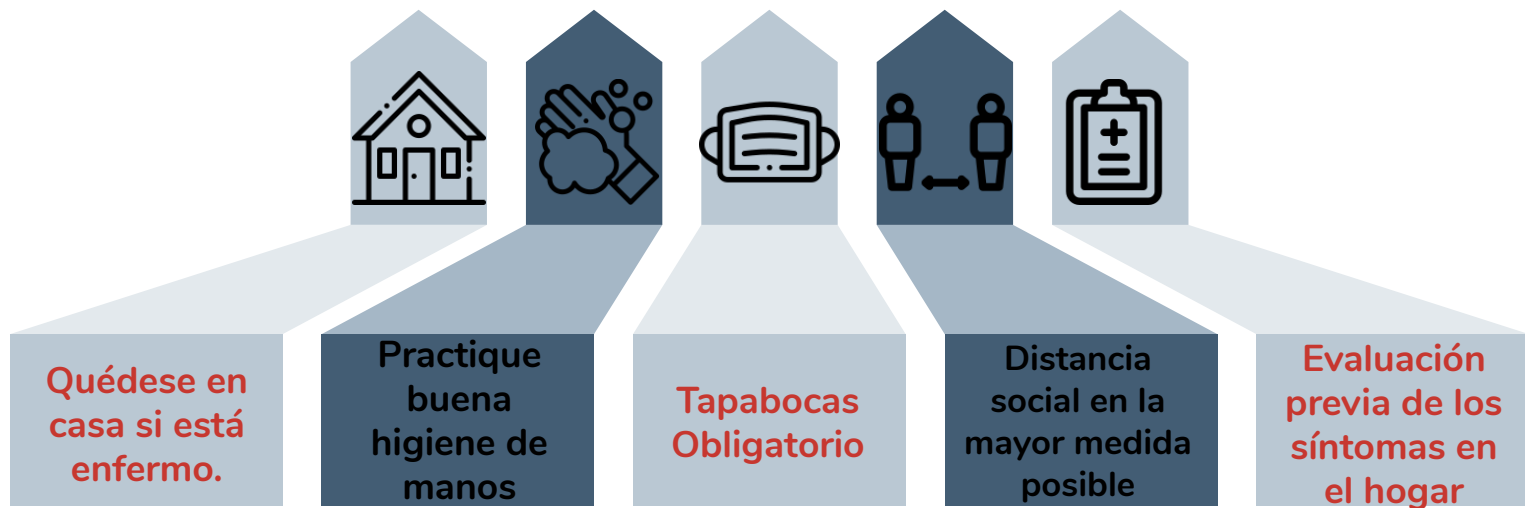 Quédese en
casa si está
enfermo.
Practique
buena
higiene de
manos
Tapabocas
Obligatorio
Distancia
social en la
mayor medida
posible
Evaluación
previa de los
síntomas en
el hogar